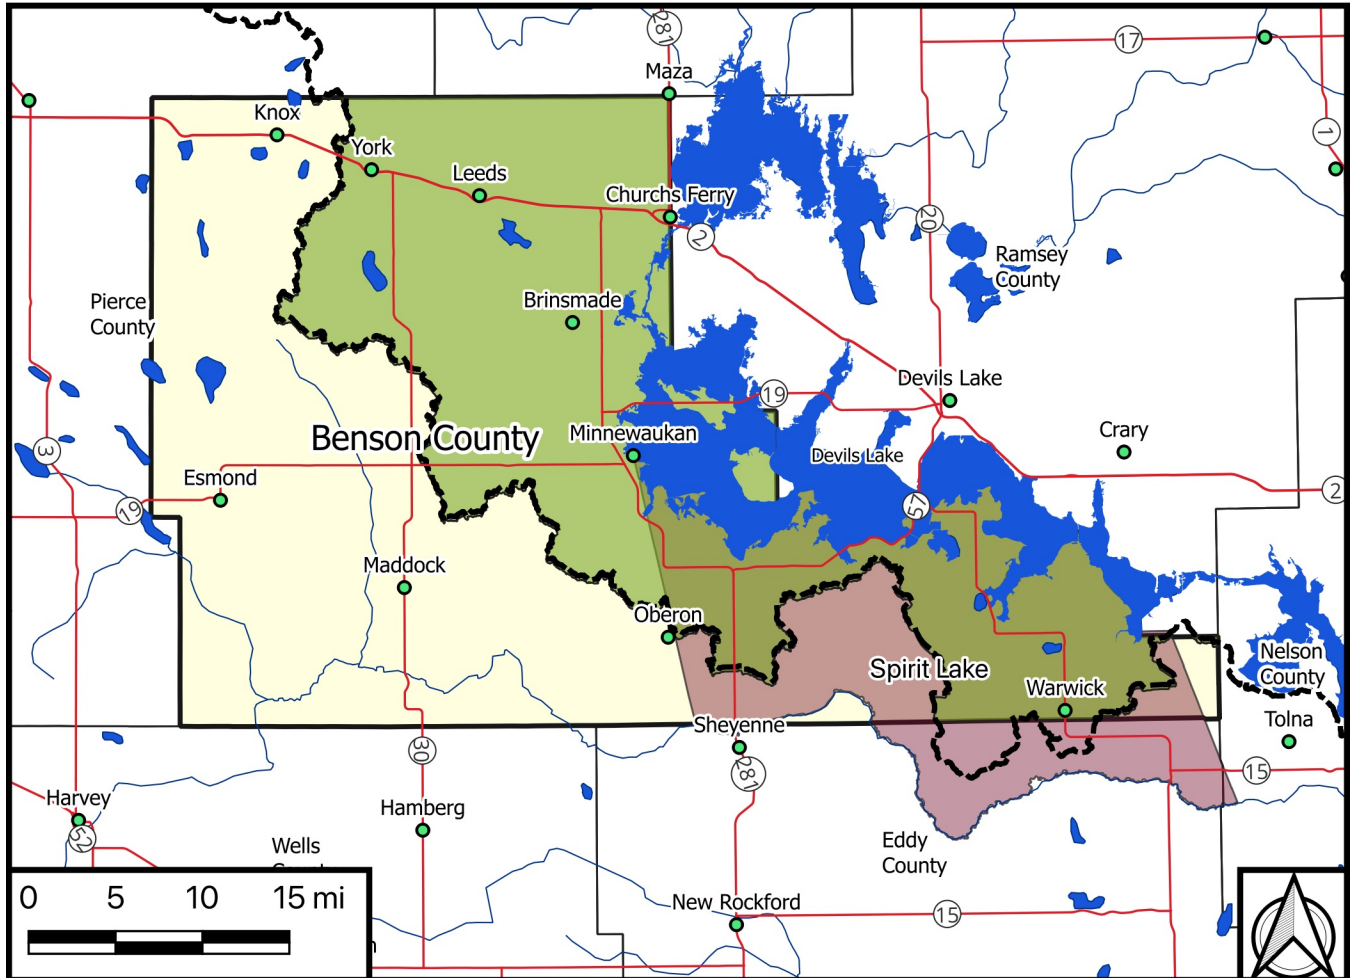 281
17
Maza
Knox
1
York
Leeds
Churchs Ferry
20
2
Ramsey
County
Pierce
County
Brinsmade
Devils Lake
19
Benson County
Minnewaukan
Crary
3
Devils Lake
Esmond
2
19
57
Maddock
Oberon
Spirit Lake
Nelson
County
Warwick
Sheyenne
Tolna
30
281
15
Harvey
Hamberg
52
Wells
Eddy
County
0 5 10 15 mi
New Rockford
15